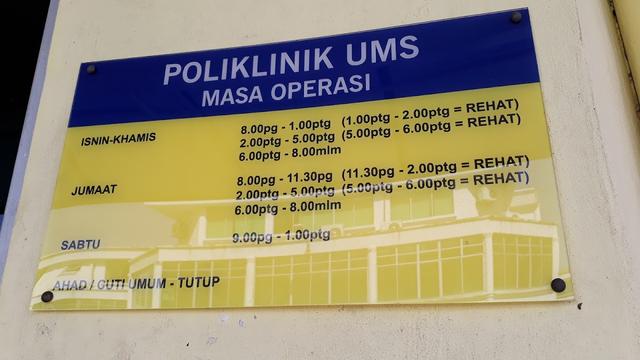 POLIKLINIK UMS
MASA OPERASI
ISNIN-KHAMIS 8.00pg - 1.00ptg (1.00ptg - 2.00ptg = REHAT)
2.00ptg - 5.00ptg (5.00ptg - 6.00ptg = REHAT)
6.00ptg - 8.00mlm
JUMAAT 8.00pg - 11.30pg (11.30pg - 2.00ptg = REHAT)
2.00ptg - 5.00ptg (5.00ptg - 6.00ptg = REHAT)
6.00ptg - 8.00mlm
SABTU 9.00pg - 1.00ptg
AHAD / CUTI UMUM - TUTUP